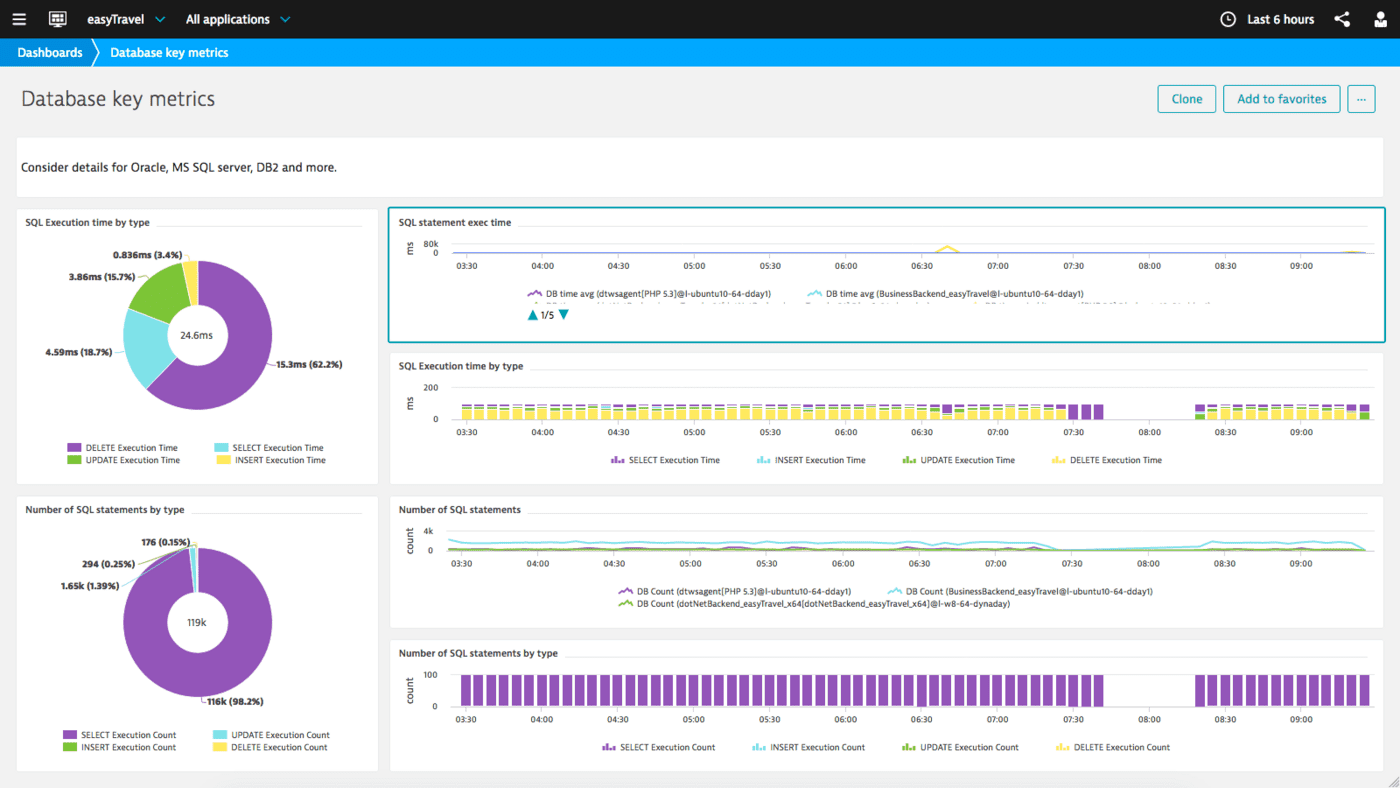 easyTravel All applications Last 6 hours
Dashboards Database key metrics
Database key metrics
Clone Add to favorites ...
Consider details for Oracle, MS SQL server, DB2 and more.
SQL Execution time by type
0.836ms (3.4%)
3.86ms (15.7%)
24.6ms
4.59ms (18.7%)
15.3ms (62.2%)
DELETE Execution Time SELECT Execution Time
UPDATE Execution Time INSERT Execution Time
SQL statement exec time
ms
80k
0
03:30 04:00 04:30 05:00 05:30 06:00 06:30 07:00 07:30 08:00 08:30 09:00
DB time avg (dtwsagent[PHP 5.3]@l-ubuntu10-64-dday1) DB time avg (BusinessBackend_easyTravel@l-ubuntu10-64-dday1)
1/5
SQL Execution time by type
ms
200
0
03:30 04:00 04:30 05:00 05:30 06:00 06:30 07:00 07:30 08:00 08:30 09:00
SELECT Execution Time INSERT Execution Time UPDATE Execution Time DELETE Execution Time
Number of SQL statements by type
176 (0.15%)
294 (0.25%)
1.65k (1.39%)
119k
116k (98.2%)
SELECT Execution Count UPDATE Execution Count
INSERT Execution Count DELETE Execution Count
Number of SQL statements
count
4k
0
03:30 04:00 04:30 05:00 05:30 06:00 06:30 07:00 07:30 08:00 08:30 09:00
DB Count (dtwsagent[PHP 5.3]@l-ubuntu10-64-dday1) DB Count (BusinessBackend_easyTravel@l-ubuntu10-64-dday1)
DB Count (dotNetBackend_easyTravel_x64[dotNetBackend_easyTravel_x64]@l-w8-64-dynaday)
Number of SQL statements by type
count
100
0
03:30 04:00 04:30 05:00 05:30 06:00 06:30 07:00 07:30 08:00 08:30 09:00
SELECT Execution Count INSERT Execution Count UPDATE Execution Count DELETE Execution Count